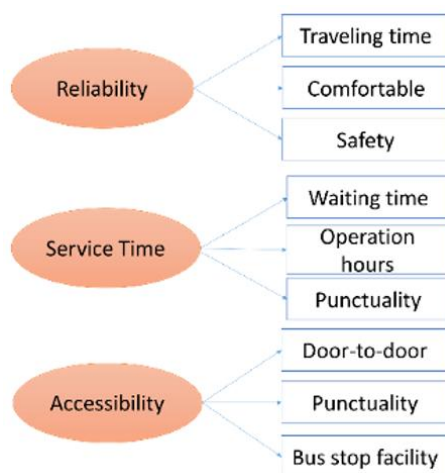 Reliability
Traveling time
Comfortable
Safety
Service Time
Waiting time
Operation
hours
Punctuality
Accessibility
Door-to-door
Punctuality
Bus stop facility